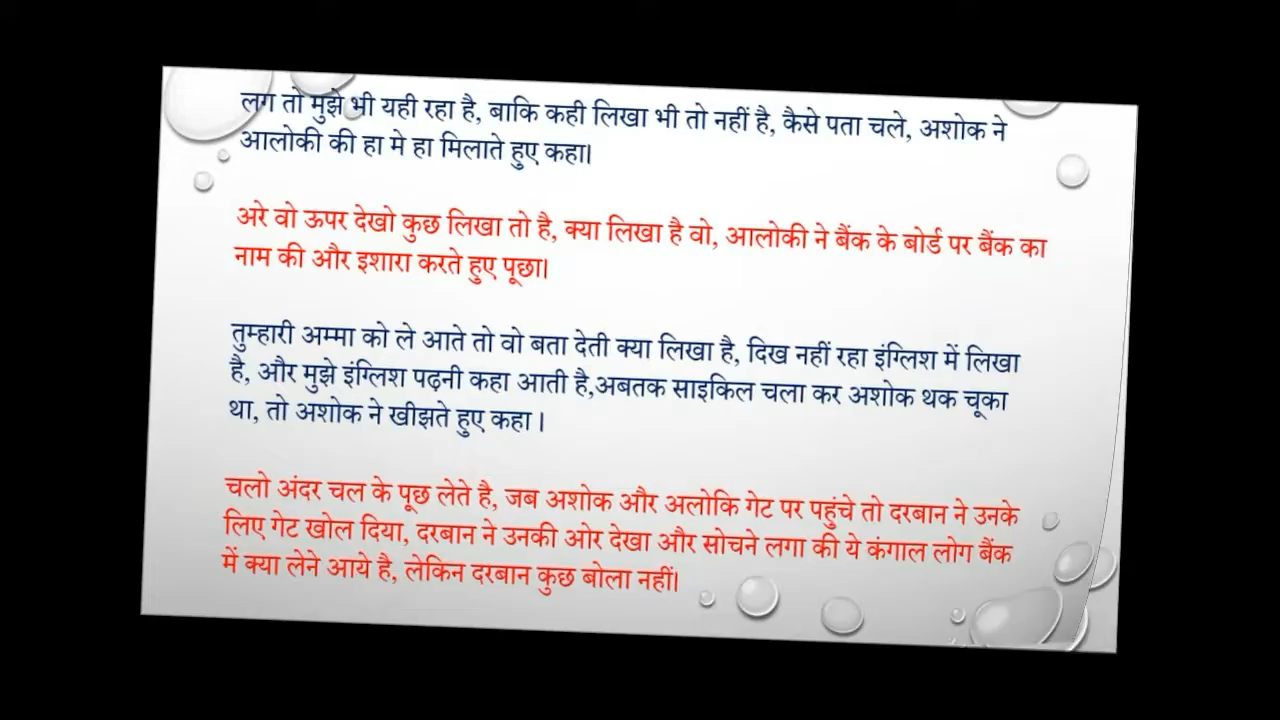 लग तो मुझे भी यही रहा है, बाकि कही लिखा भी तो नहीं है, कैसे पता चले, अशोक ने
आलोकी की हा मे हा मिलाते हुए कहा।
अरे वो ऊपर देखो कुछ लिखा तो है, क्या लिखा है वो, आलोकी ने बैंक के बोर्ड पर बैंक का
नाम की और इशारा करते हुए पूछा।
तुम्हारी अम्मा को ले आते तो वो बता देती क्या लिखा है, दिख नहीं रहा इंग्लिश में लिखा
है, और मुझे इंग्लिश पढ़नी कहा आती है,अबतक साइकिल चला कर अशोक थक चूका
था, तो अशोक ने खीझते हुए कहा ।
चलो अंदर चल के पूछ लेते है, जब अशोक और अलोकि गेट पर पहुंचे तो दरबान ने उनके
लिए गेट खोल दिया, दरबान ने उनकी ओर देखा और सोचने लगा की ये कंगाल लोग बैंक
में क्या लेने आये है, लेकिन दरबान कुछ बोला नहीं।